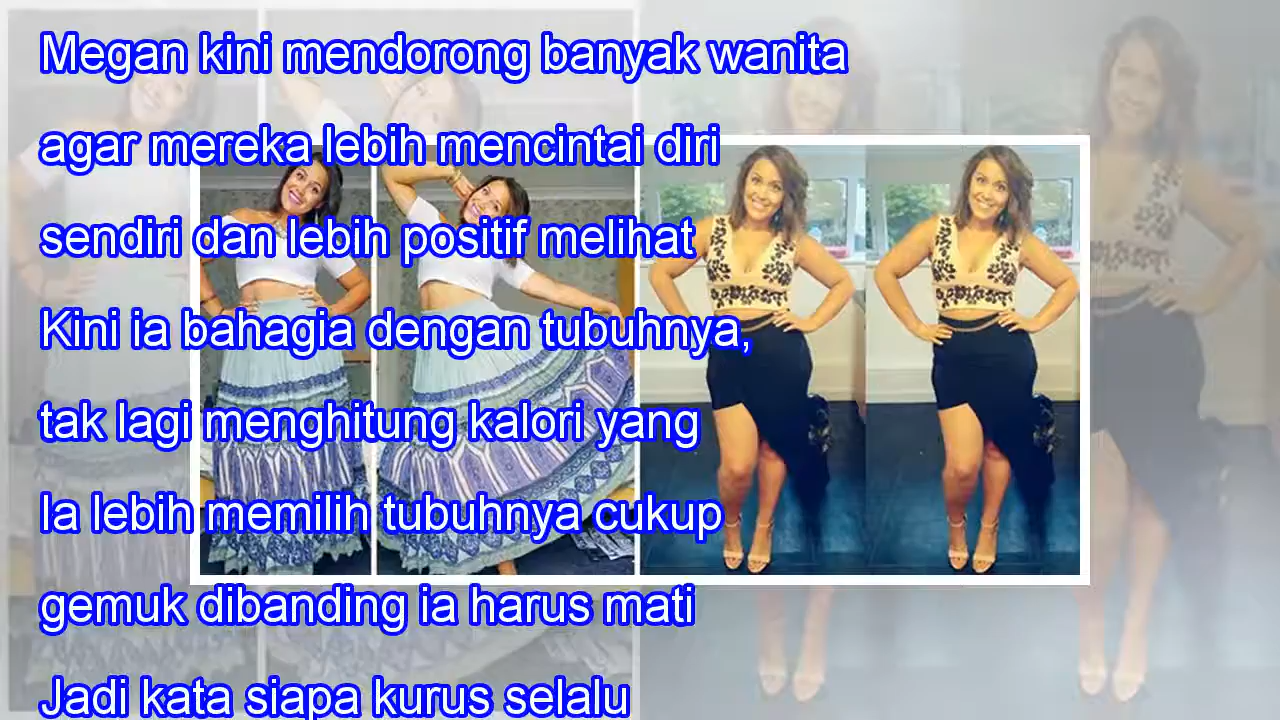 Megan kini mendorong banyak wanita
agar mereka lebih mencintai diri
sendiri dan lebih positif melihat
Kini ia bahagia dengan tubuhnya,
tak lagi menghitung kalori yang
Ia lebih memilih tubuhnya cukup
gemuk dibanding ia harus mati
Jadi kata siapa kurus selalu